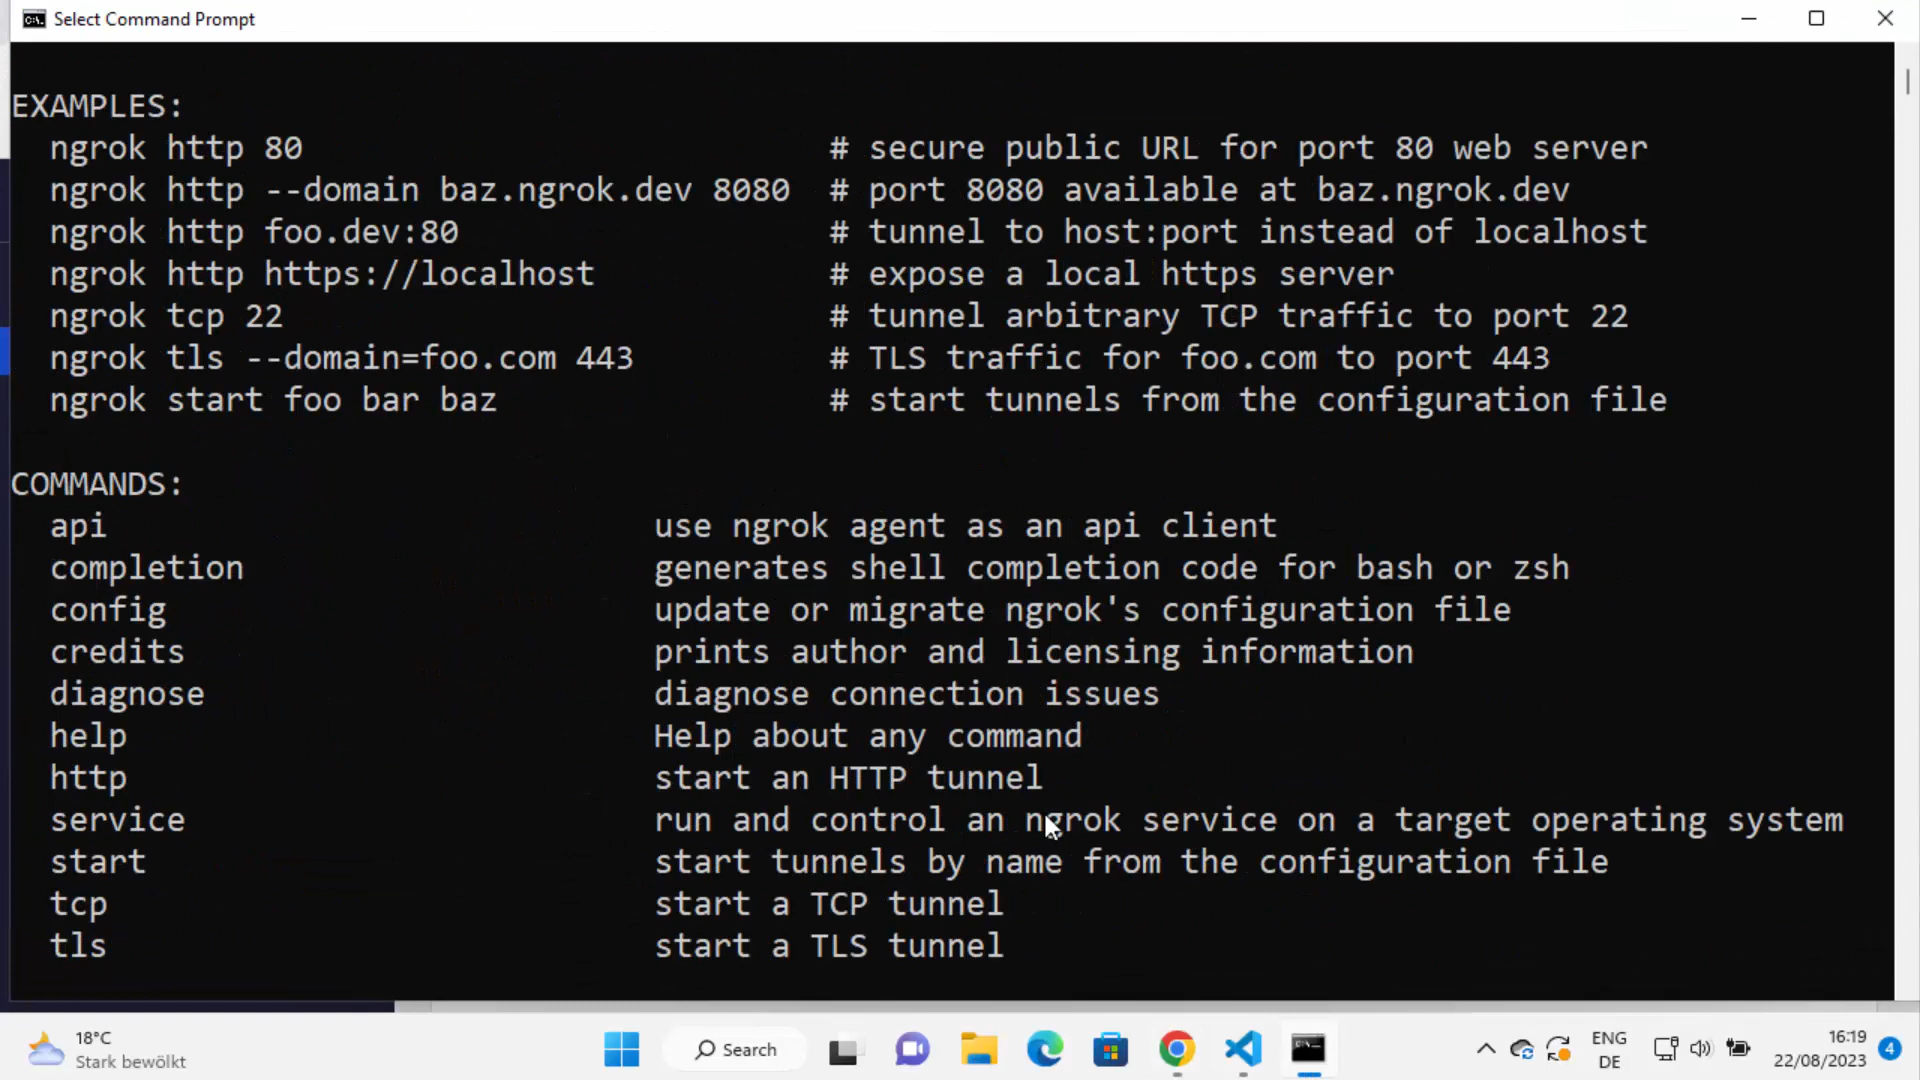 Select Command Prompt
EXAMPLES:
ngrok http 80 # secure public URL for port 80 web server
ngrok http --domain baz.ngrok.dev 8080 # port 8080 available at baz.ngrok.dev
ngrok http foo.dev:80 # tunnel to host:port instead of localhost
ngrok http https://localhost # expose a local https server
ngrok tcp 22 # tunnel arbitrary TCP traffic to port 22
ngrok tls --domain=foo.com 443 # TLS traffic for foo.com to port 443
ngrok start foo bar baz # start tunnels from the configuration file
COMMANDS:
api use ngrok agent as an api client
completion generates shell completion code for bash or zsh
config update or migrate ngrok's configuration file
credits prints author and licensing information
diagnose diagnose connection issues
help Help about any command
http start an HTTP tunnel
service run and control an ngrok service on a target operating system
start start tunnels by name from the configuration file
tcp start a TCP tunnel
tls start a TLS tunnel
18°C
Stark bewölkt
Search
ENG
DE
16:19
22/08/2023
4